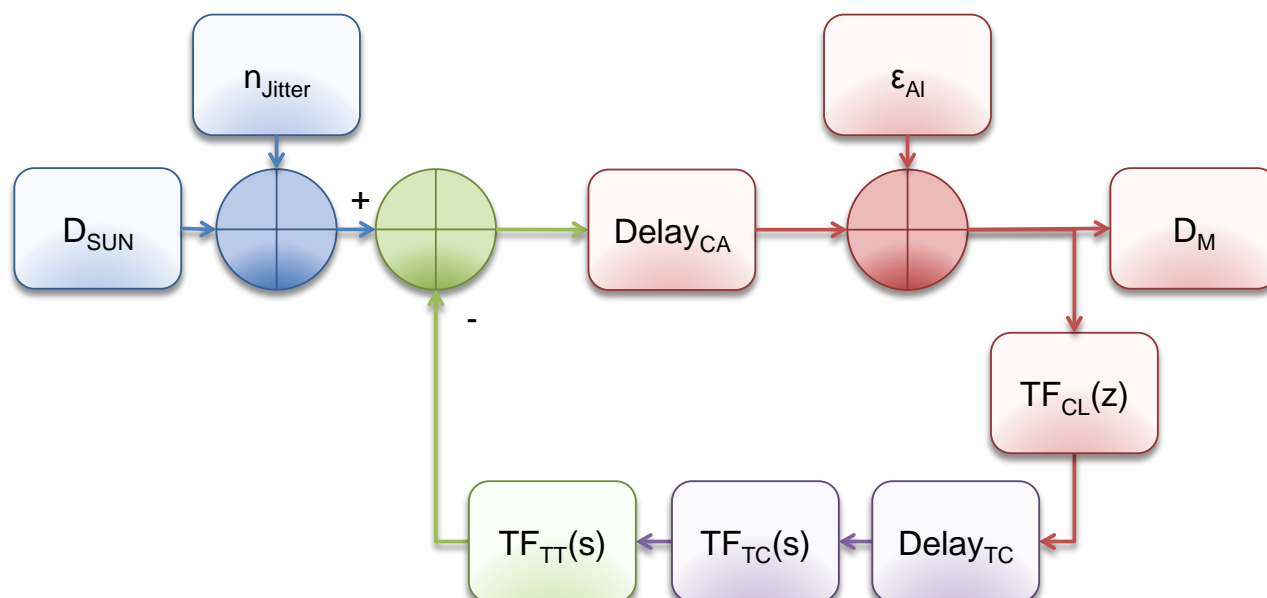 n_Jitter
ε_AI
D_SUN
+
Delay_CA
D_M
-
TF_CL(z)
TF_TT(s)
TF_TC(s)
Delay_TC